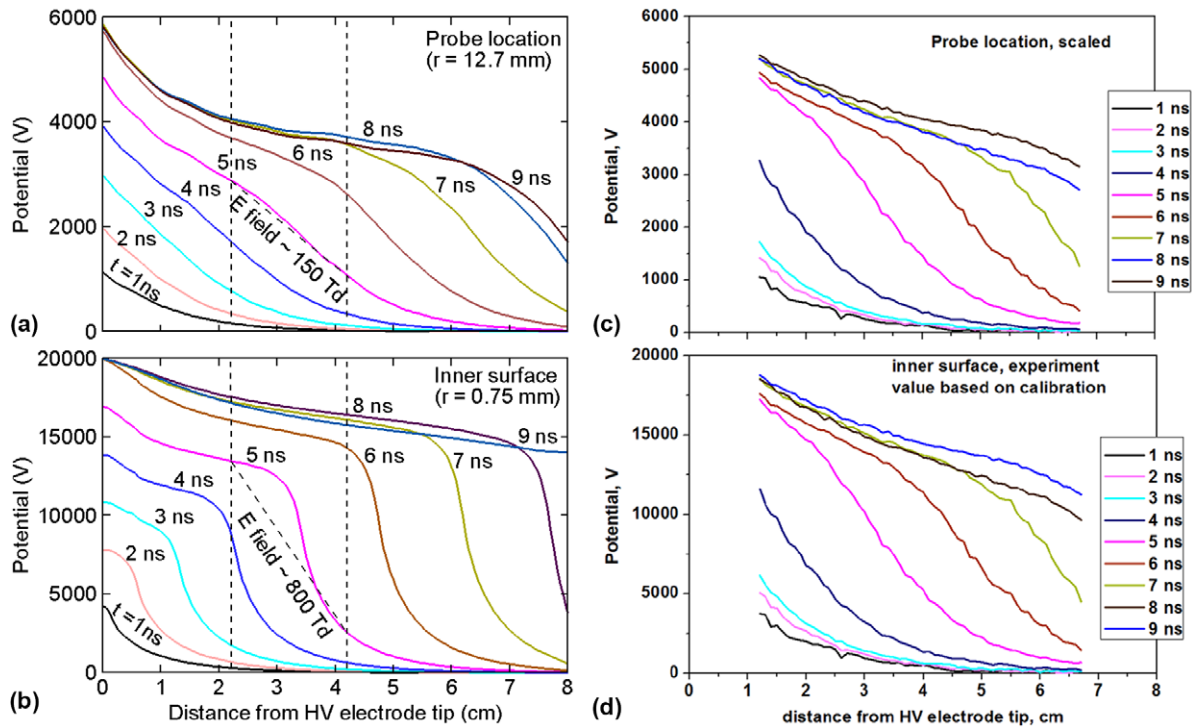 6000
4000
2000
0
Potential (V)
Probe location
(r = 12.7 mm)
8 ns
9 ns
7 ns
6 ns
5 ns
4 ns
3 ns
2 ns
t =1ns
E field ~ 150 Td
(a)
20000
15000
10000
5000
0
Potential (V)
Inner surface
(r = 0.75 mm)
8 ns
9 ns
7 ns
6 ns
5 ns
4 ns
3 ns
2 ns
t =1ns
E field ~ 800 Td
0 1 2 3 4 5 6 7 8
Distance from HV electrode tip (cm)
(b)
6000
5000
4000
3000
2000
1000
0
Potential, V
Probe location, scaled
1 ns
2 ns
3 ns
4 ns
5 ns
6 ns
7 ns
8 ns
9 ns
(c)
20000
15000
10000
5000
0
Potential, V
inner surface, experiment
value based on calibration
1 ns
2 ns
3 ns
4 ns
5 ns
6 ns
7 ns
8 ns
9 ns
0 1 2 3 4 5 6 7 8
distance from HV electrode tip, cm
(d)